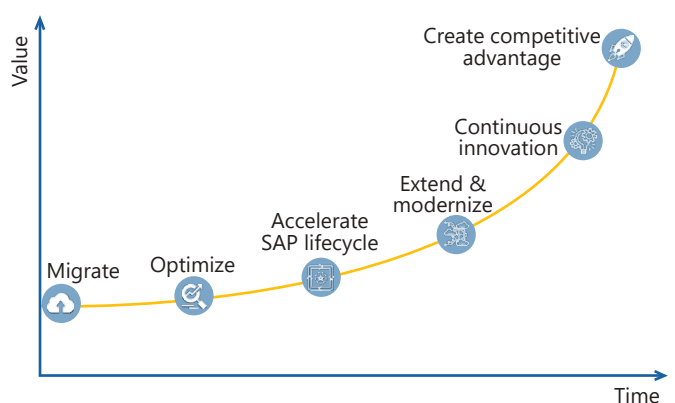 Value
Create competitive
advantage
Continuous
innovation
Extend &
modernize
Accelerate
SAP lifecycle
Optimize
Migrate
Time